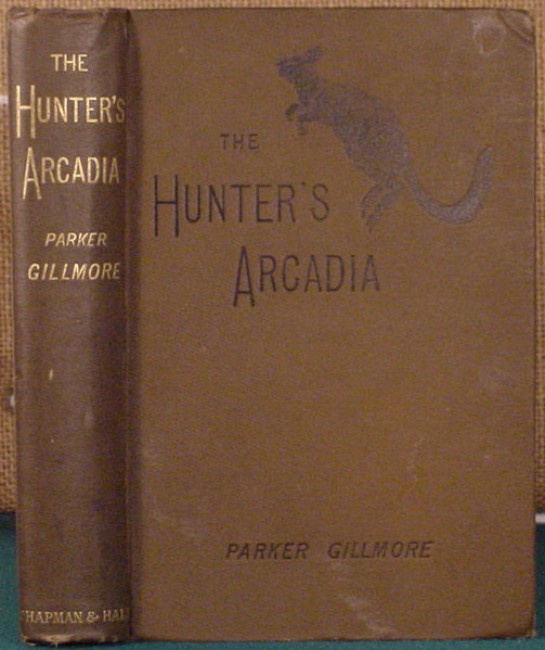 THE
HUNTER'S
ARCADIA
PARKER
GILLMORE
CHAPMAN & HALL
THE
HUNTER'S
ARCADIA
PARKER GILLMORE